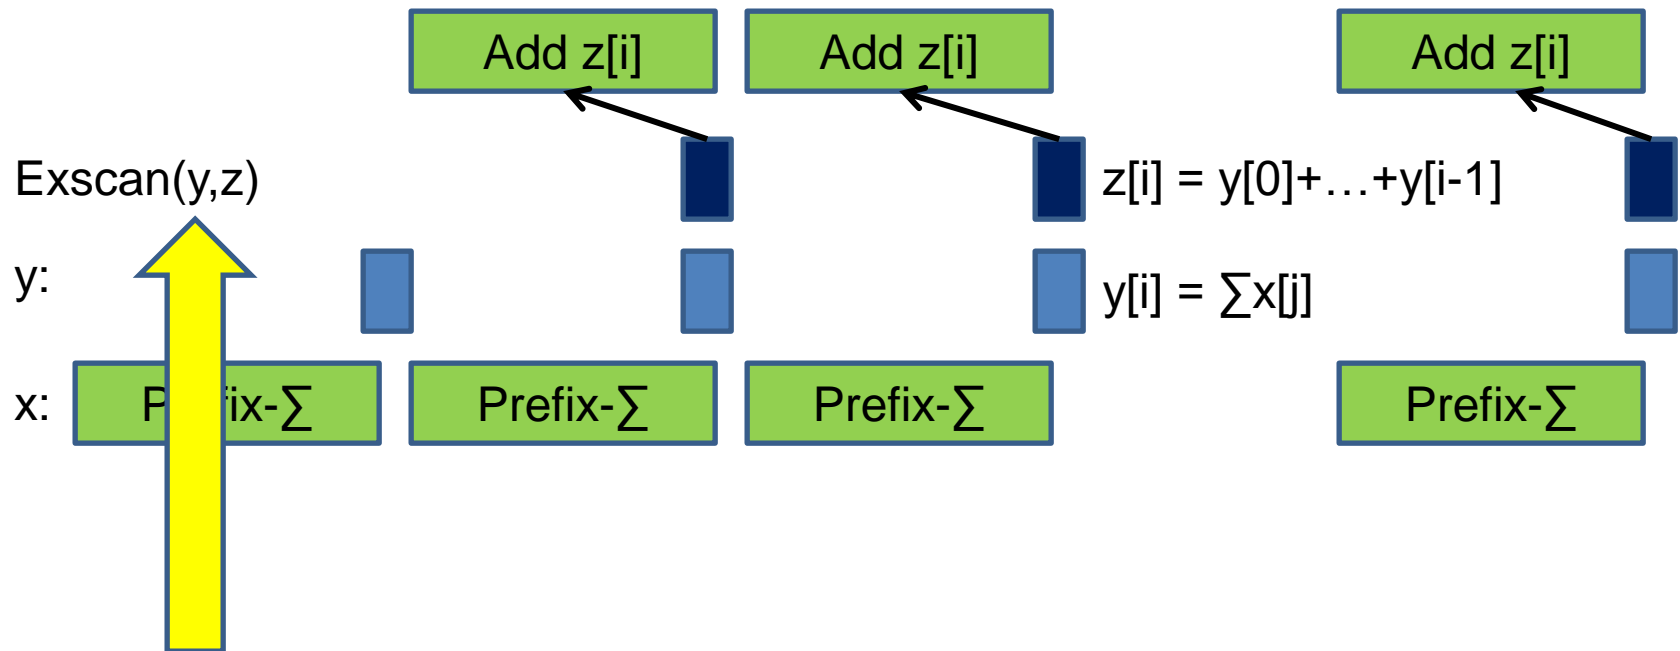 Add z[i] Add z[i] Add z[i]
Exscan(y,z) z[i] = y[0]+…+y[i-1]
y: y[i] = ∑x[j]
x: Prefix-∑ Prefix-∑ Prefix-∑